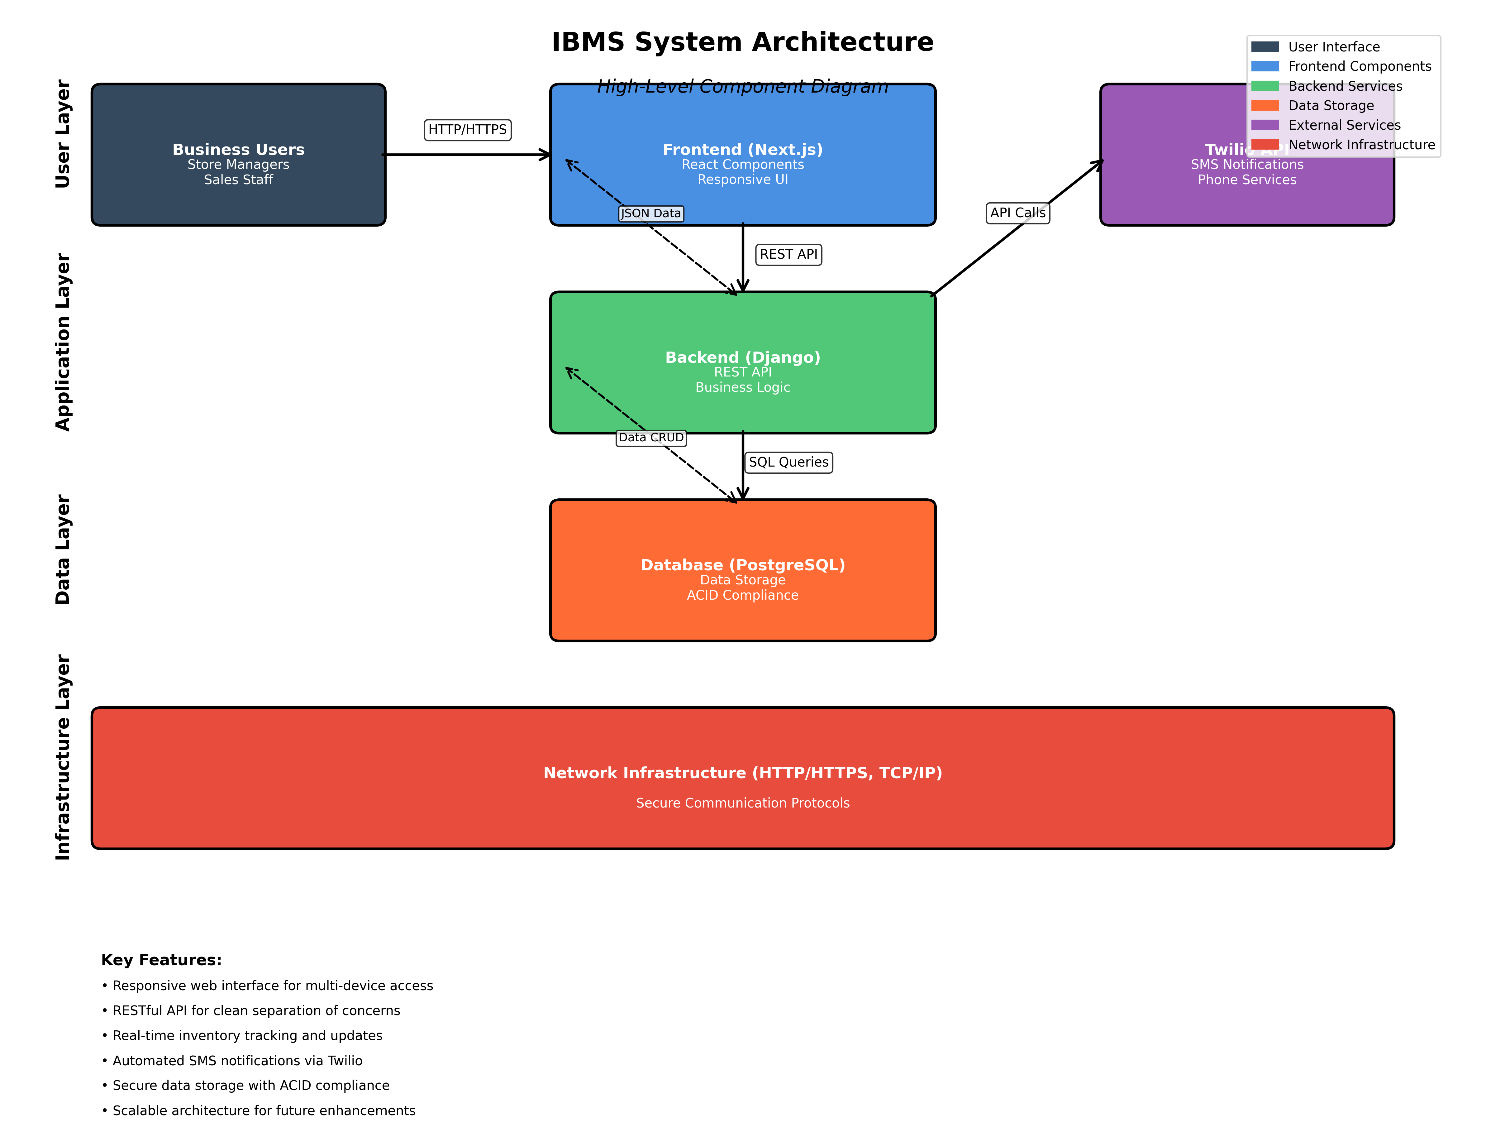 IBMS System Architecture
High-Level Component Diagram
User Interface
Frontend Components
Backend Services
Data Storage
External Services
Network Infrastructure
User Layer
Business Users
Store Managers
Sales Staff
HTTP/HTTPS
Frontend (Next.js)
React Components
Responsive UI
Twilio API
SMS Notifications
Phone Services
JSON Data
API Calls
REST API
Application Layer
Backend (Django)
REST API
Business Logic
Data CRUD
SQL Queries
Data Layer
Database (PostgreSQL)
Data Storage
ACID Compliance
Infrastructure Layer
Network Infrastructure (HTTP/HTTPS, TCP/IP)
Secure Communication Protocols
Key Features:
• Responsive web interface for multi-device access
• RESTful API for clean separation of concerns
• Real-time inventory tracking and updates
• Automated SMS notifications via Twilio
• Secure data storage with ACID compliance
• Scalable architecture for future enhancements